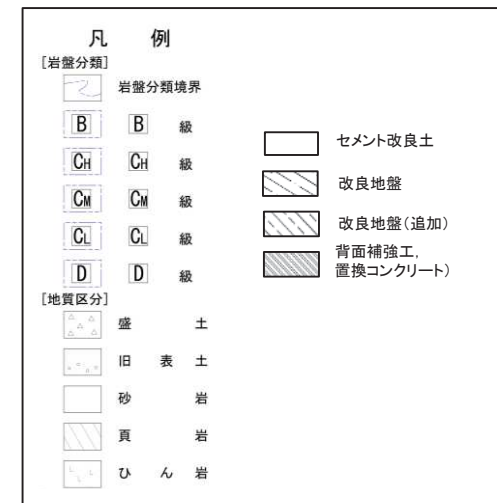 凡 例
[岩盤分類]
岩盤分類境界
B B 級
CH CH 級
CM CM 級
CL CL 級
D D 級
[地質区分]
盛 土
旧 表 土
砂 岩
頁 岩
ひ ん 岩
セメント改良土
改良地盤
改良地盤(追加)
背面補強工,
置換コンクリート)